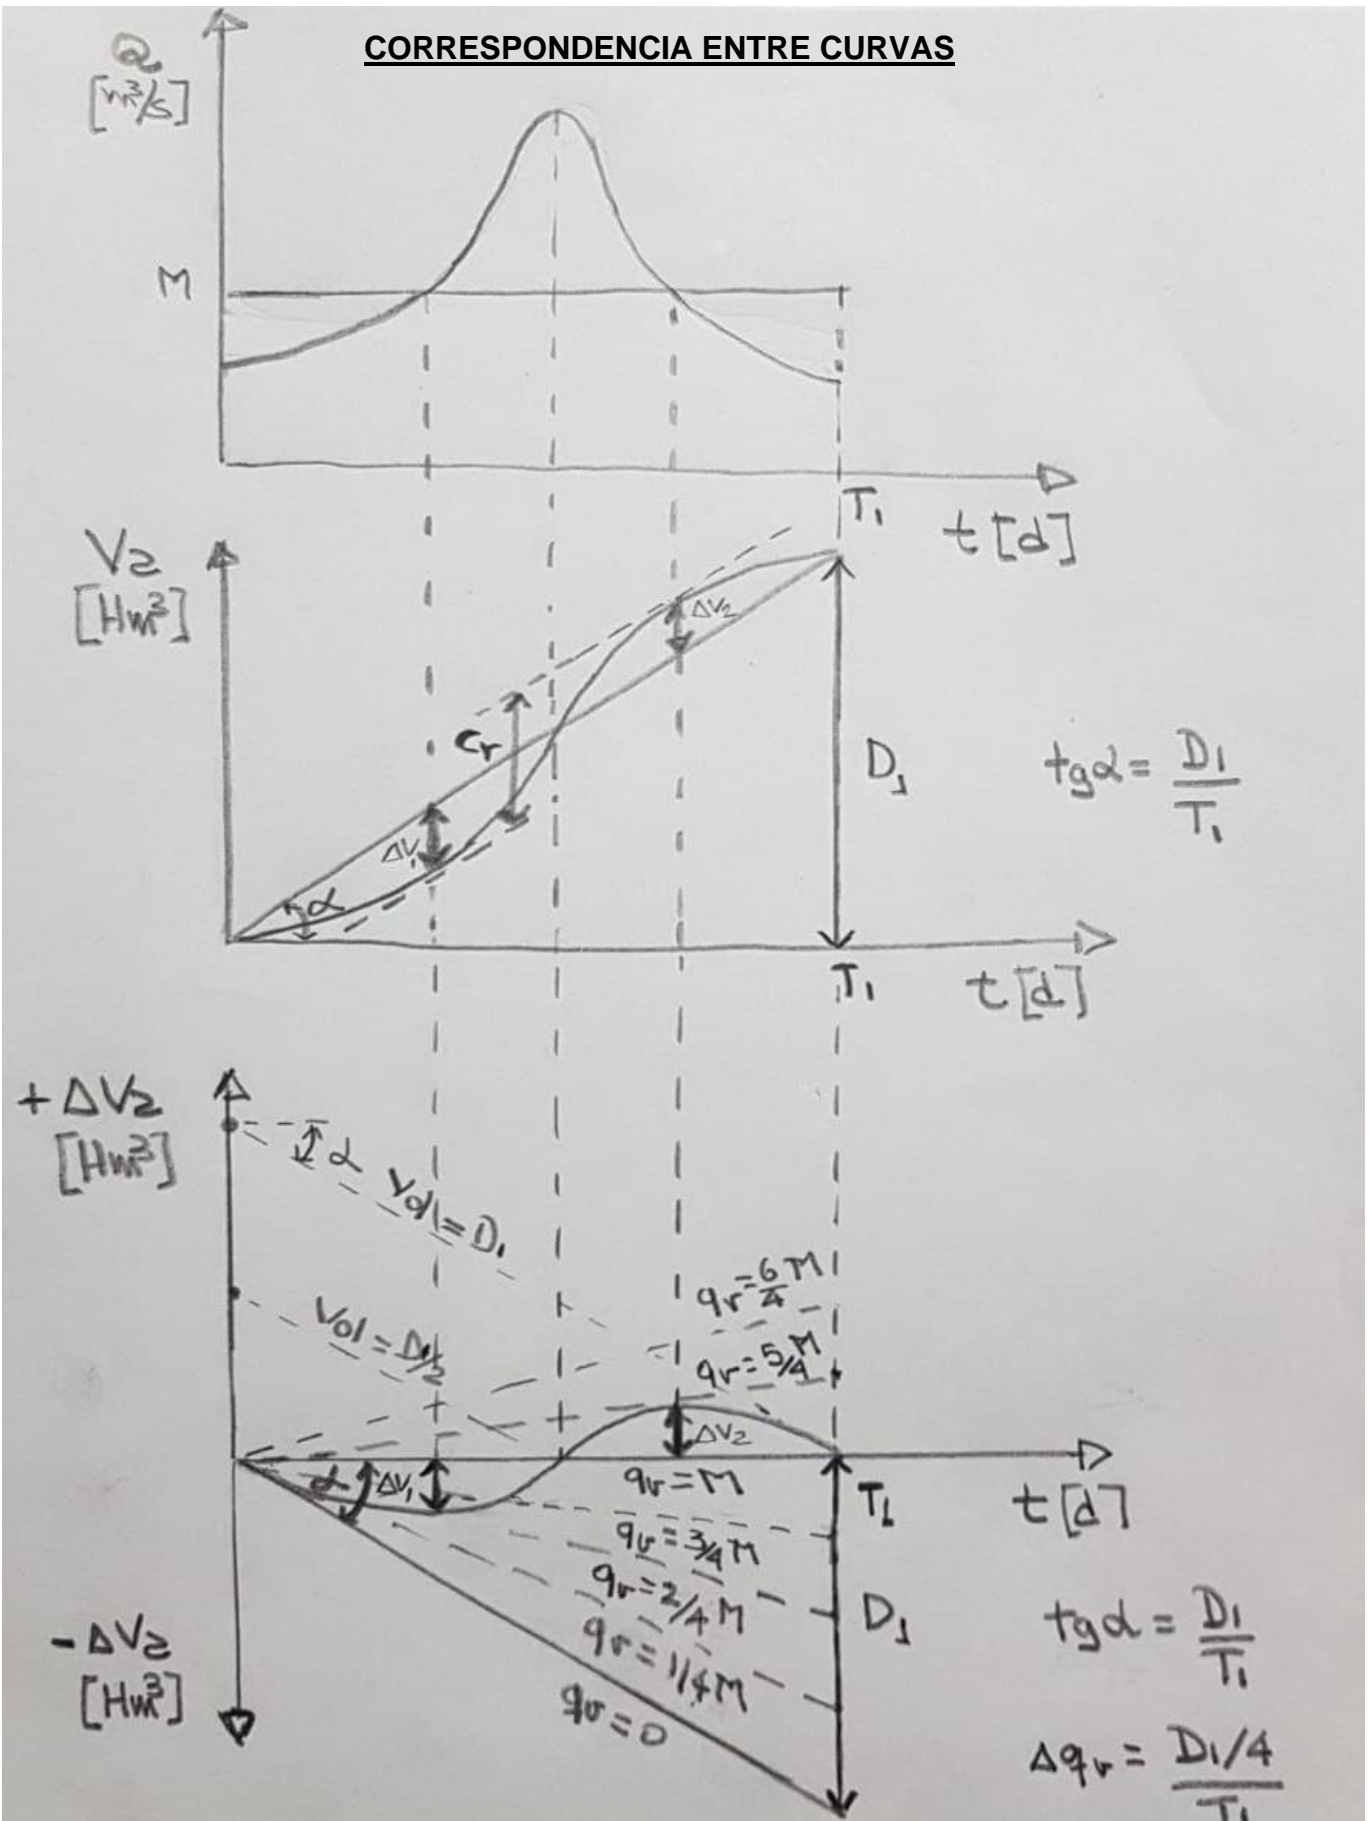 CORRESPONDENCIA ENTRE CURVAS
Q
[m³/s]
M
T₁
t [d]
V₂
[Hm³]
ΔV₂
Cr
ΔV₁
α
D₁
tgα = D₁/T₁
T₁
t [d]
+ ΔV₂
[Hm³]
α
Vol = D₁
Vol = D₁/2
qr = 6/4 M
qr = 5/4 M
ΔV₂
α
ΔV₁
qr = M
T₁
t [d]
qr = 3/4 M
qr = 2/4 M
qr = 1/4 M
qr = 0
D₁
tgα = D₁/T₁
- ΔV₂
[Hm³]
Δqr = D₁/4 / T₁